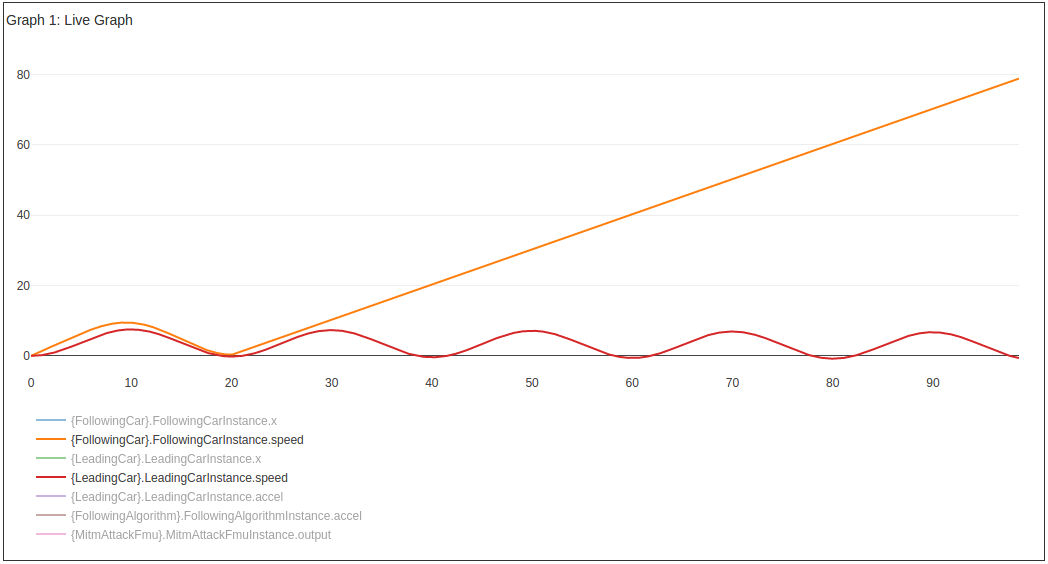 Graph 1: Live Graph
80
60
40
20
0
0 10 20 30 40 50 60 70 80 90
{FollowingCar}.FollowingCarInstance.x
{FollowingCar}.FollowingCarInstance.speed
{LeadingCar}.LeadingCarInstance.x
{LeadingCar}.LeadingCarInstance.speed
{LeadingCar}.LeadingCarInstance.accel
{FollowingAlgorithm}.FollowingAlgorithmInstance.accel
{MitmAttackFmu}.MitmAttackFmuInstance.output